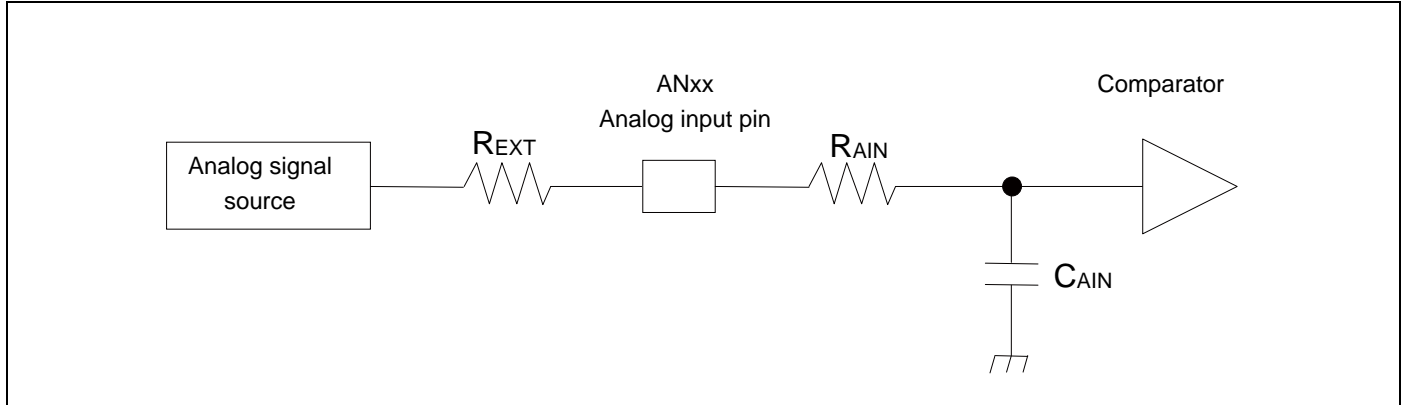 ANxx
Analog input pin
Comparator
Analog signal
source
REXT
RAIN
CAIN